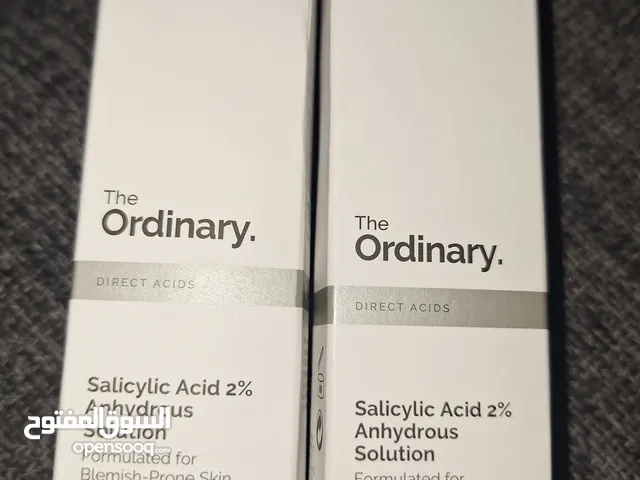 The
Ordinary.
DIRECT ACIDS
Salicylic Acid 2%
Anhydrous
Solution
Formulated for
Blemish-Prone Skin
The
Ordinary.
DIRECT ACIDS
Salicylic Acid 2%
Anhydrous
Solution
Formulated for
السوق المفتوح
opensooq.com